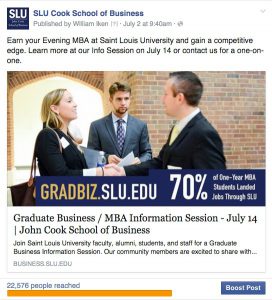 SLU
SLU Cook School of Business
Published by William Iken [?] · July 2 at 9:40am ·
Earn your Evening MBA at Saint Louis University and gain a competitive
edge. Learn more at our Info Session on July 14 or contact us for a one-on-
one.
GRADBIZ.SLU.EDU
70%
of One-Year MBA
Students Landed
Jobs Through SLU
Graduate Business / MBA Information Session - July 14
| John Cook School of Business
Join Saint Louis University faculty, alumni, students, and staff for a Graduate
Business Information Session. Our community members are excited to share with...
BUSINESS.SLU.EDU
22,576 people reached
Boost Post